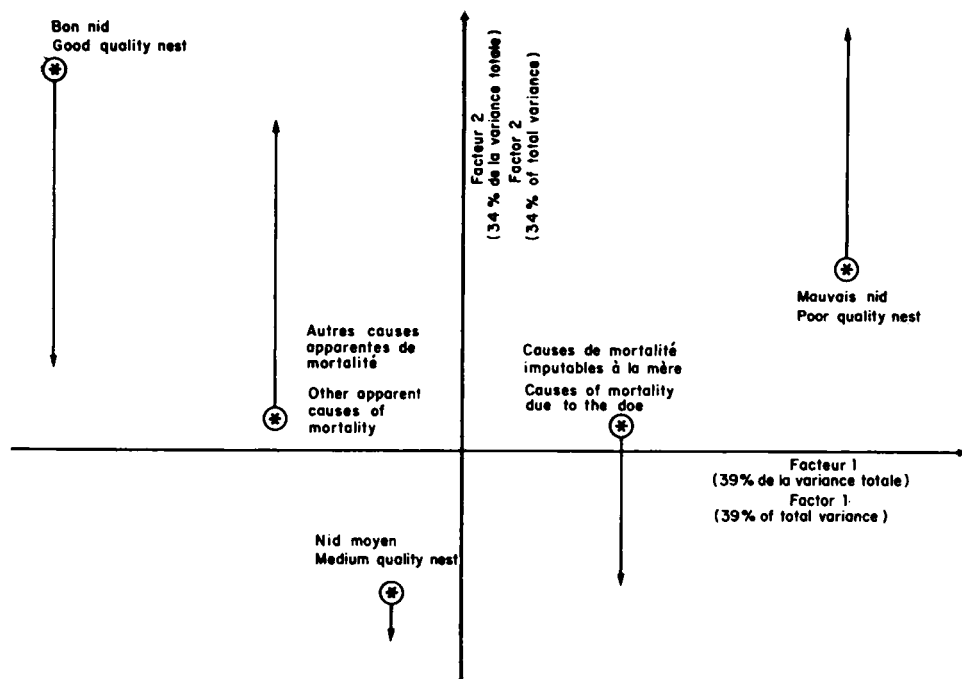 Bon nid
Good quality nest
Facteur 2
(34 % de la variance totale)
Factor 2
(34 % of total variance)
Mauvais nid
Poor quality nest
Autres causes
apparentes de
mortalité
Other apparent
causes of
mortality
Causes de mortalité
imputables à la mère
Causes of mortality
due to the doe
Facteur 1
(39% de la variance totale)
Factor 1
(39% of total variance)
Nid moyen
Medium quality nest